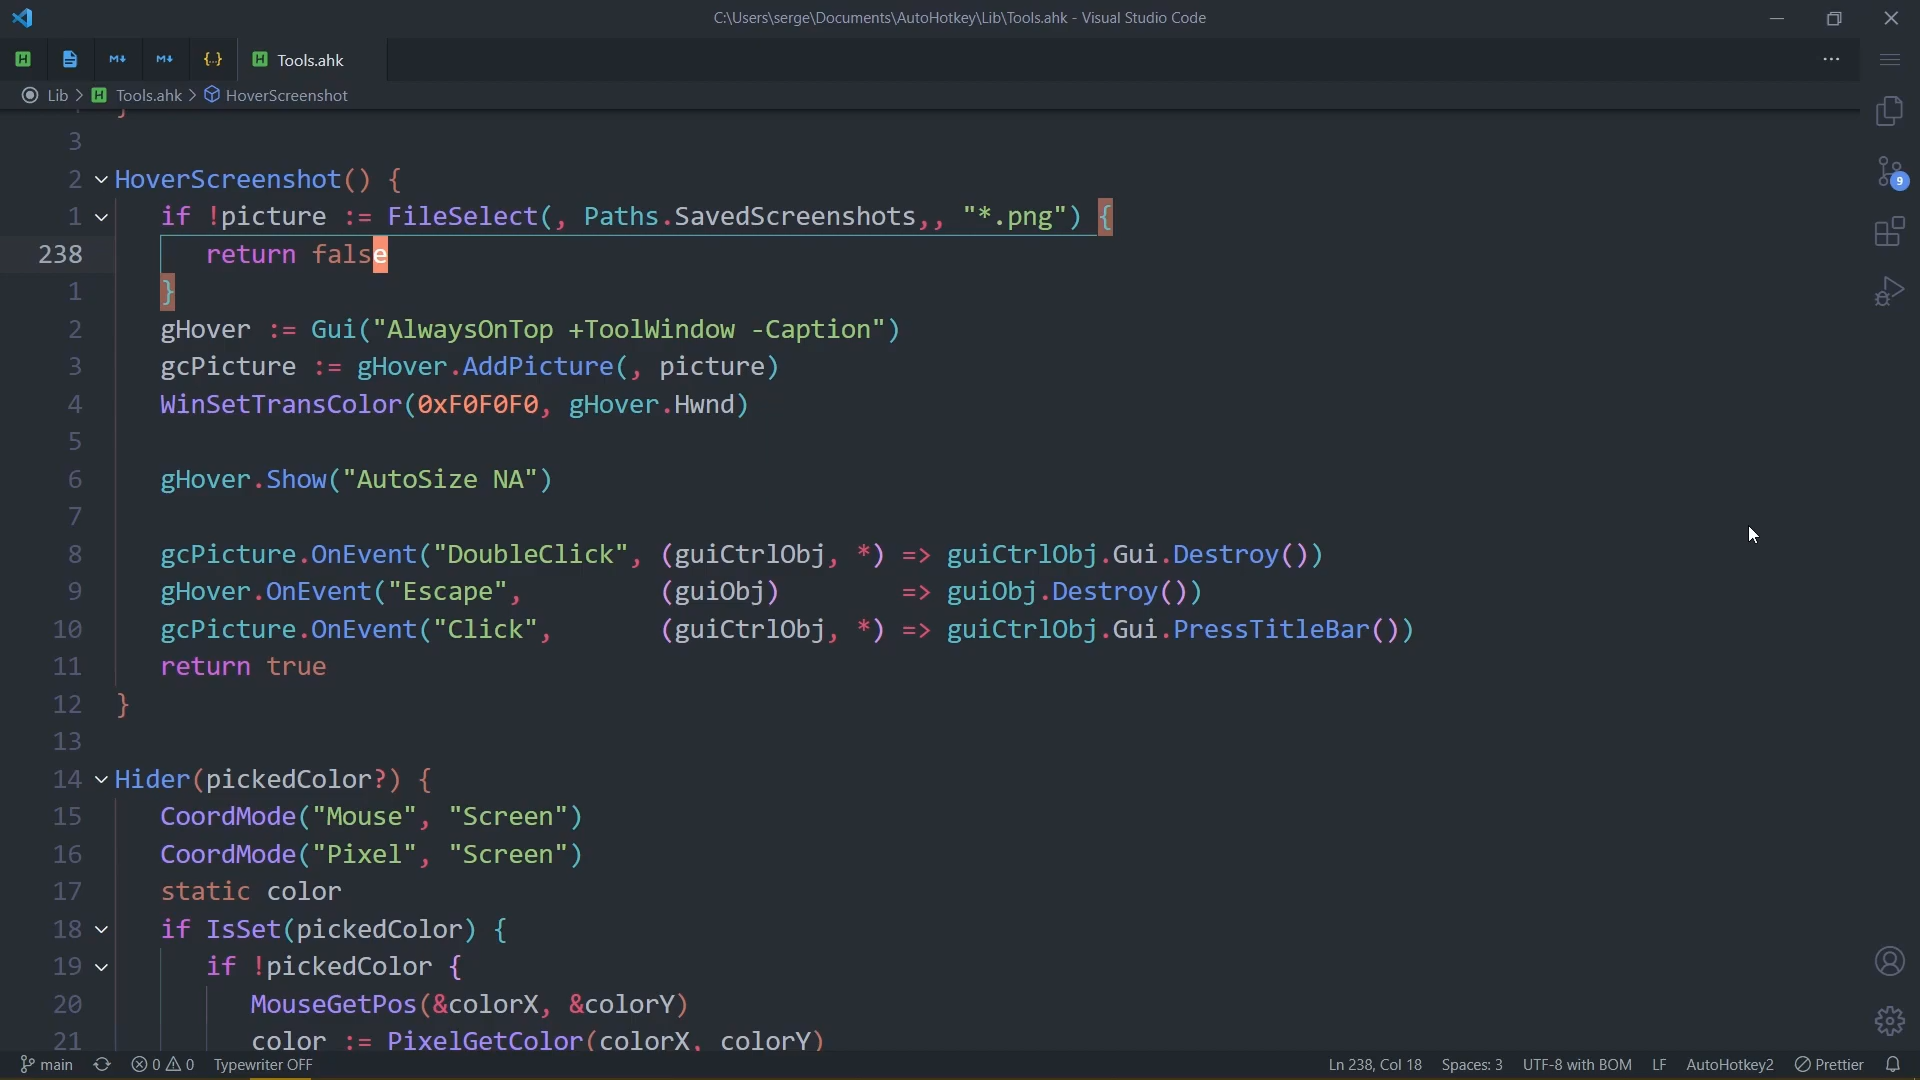 C:\Users\serge\Documents\AutoHotkey\Lib\Tools.ahk - Visual Studio Code
H M↓ M↓ {..} H Tools.ahk ...
Lib > H Tools.ahk > HoverScreenshot
}
3
2 HoverScreenshot() {
1 if !picture := FileSelect(, Paths.SavedScreenshots,, "*.png") {
238 return false
1 }
2 gHover := Gui("AlwaysOnTop +ToolWindow -Caption")
3 gcPicture := gHover.AddPicture(, picture)
4 WinSetTransColor(0xF0F0F0, gHover.Hwnd)
5
6 gHover.Show("AutoSize NA")
7
8 gcPicture.OnEvent("DoubleClick", (guiCtrlObj, *) => guiCtrlObj.Gui.Destroy())
9 gHover.OnEvent("Escape", (guiObj) => guiObj.Destroy())
10 gcPicture.OnEvent("Click", (guiCtrlObj, *) => guiCtrlObj.Gui.PressTitleBar())
11 return true
12 }
13
14 Hider(pickedColor?) {
15 CoordMode("Mouse", "Screen")
16 CoordMode("Pixel", "Screen")
17 static color
18 if IsSet(pickedColor) {
19 if !pickedColor {
20 MouseGetPos(&colorX, &colorY)
21 color := PixelGetColor(colorX, colorY)
9
main 0 0 Typewriter OFF Ln 238, Col 18 Spaces: 3 UTF-8 with BOM LF AutoHotkey2 Prettier